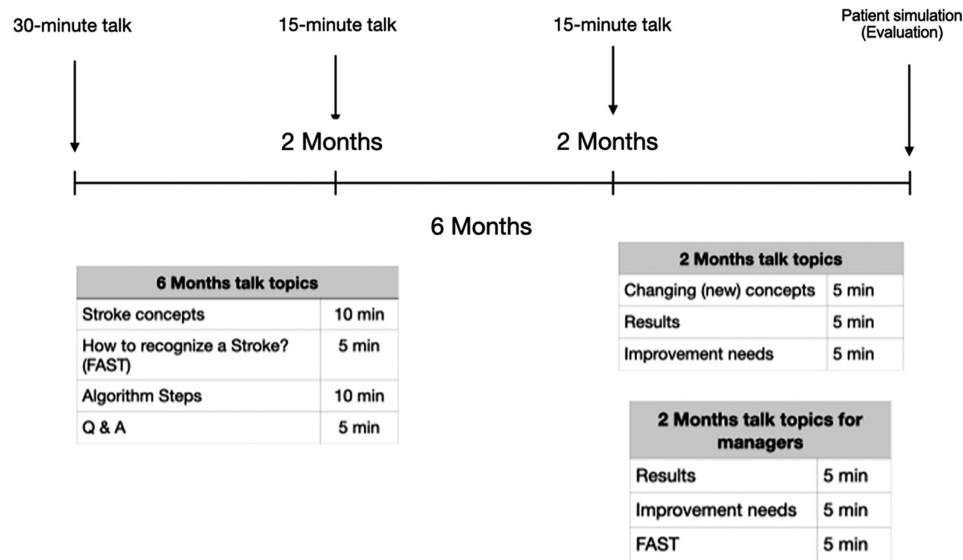 30-minute talk
15-minute talk
15-minute talk
Patient simulation
(Evaluation)
2 Months
2 Months
6 Months
6 Months talk topics
Stroke concepts 10 min
How to recognize a Stroke? 5 min
(FAST)
Algorithm Steps 10 min
Q & A 5 min
2 Months talk topics
Changing (new) concepts 5 min
Results 5 min
Improvement needs 5 min
2 Months talk topics for
managers
Results 5 min
Improvement needs 5 min
FAST 5 min